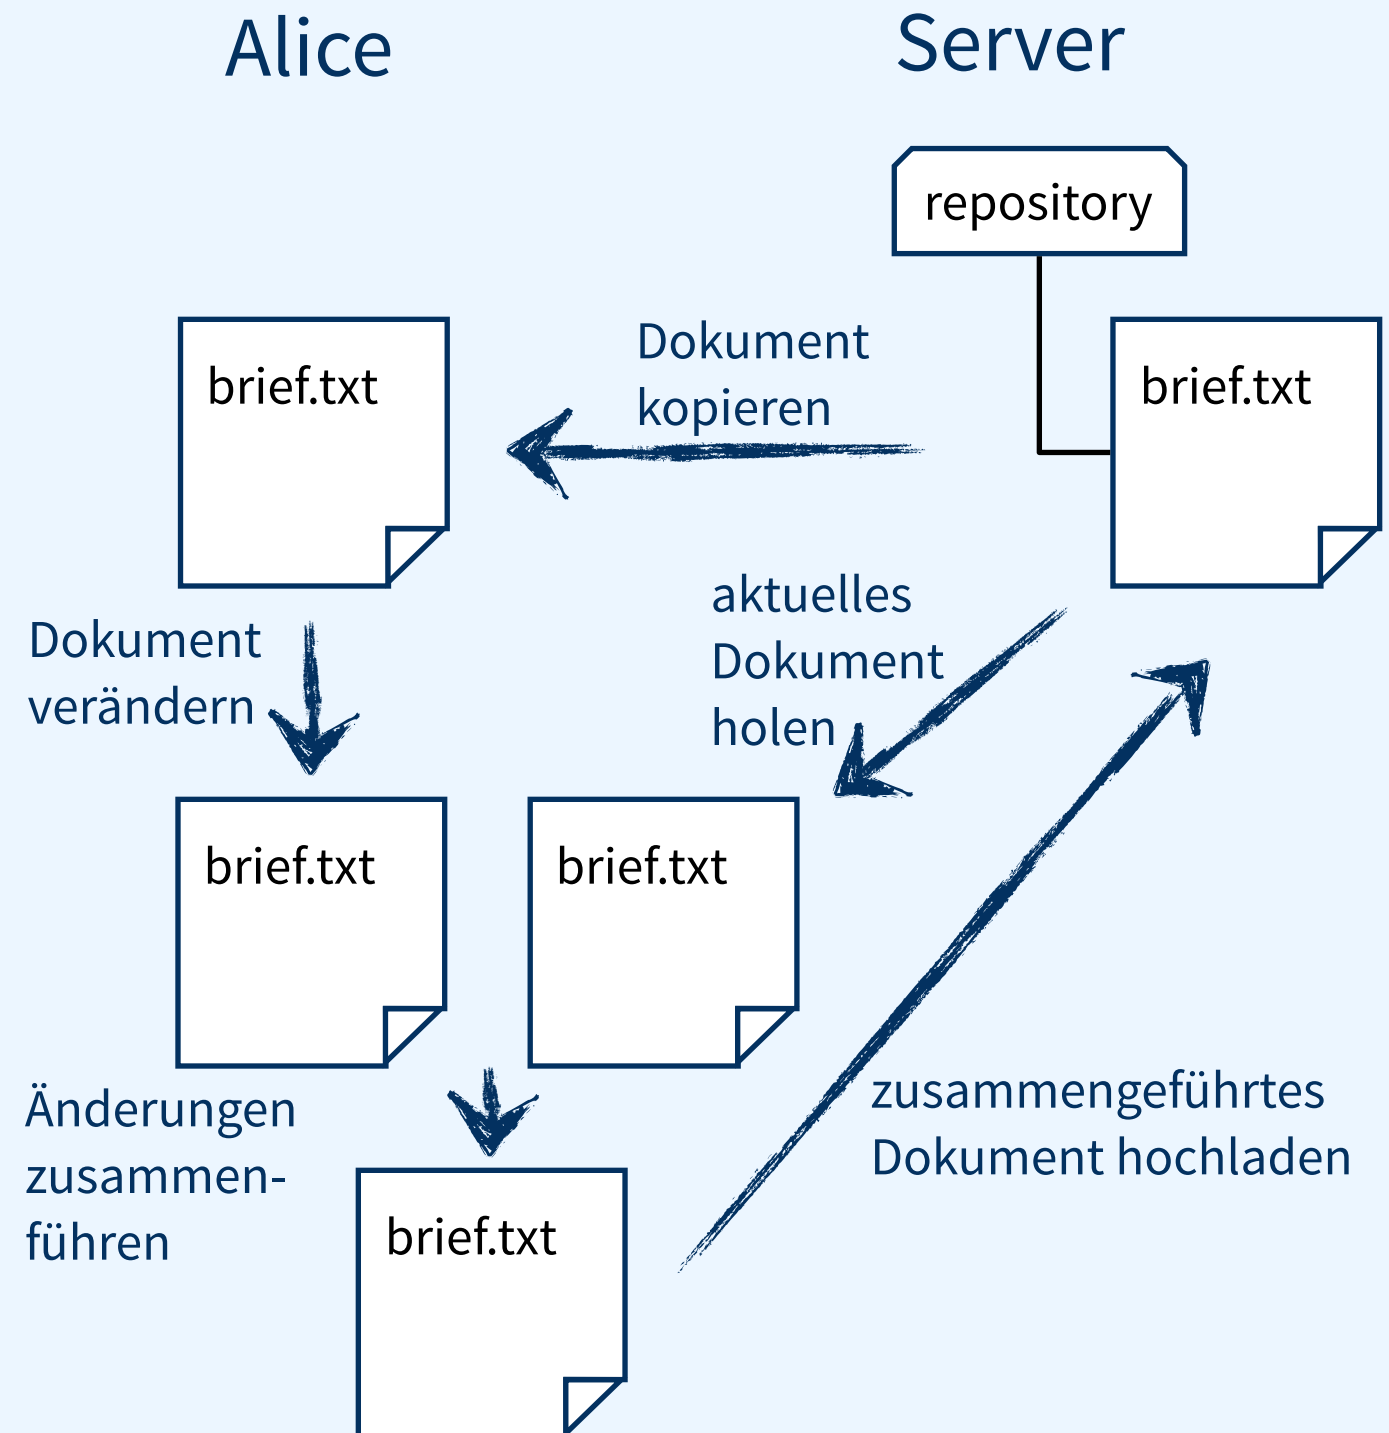 Alice
Server
repository
brief.txt
Dokument
kopieren
brief.txt
Dokument
verändern
aktuelles
Dokument
holen
brief.txt
brief.txt
Änderungen
zusammen-
führen
zusammengeführtes
Dokument hochladen
brief.txt